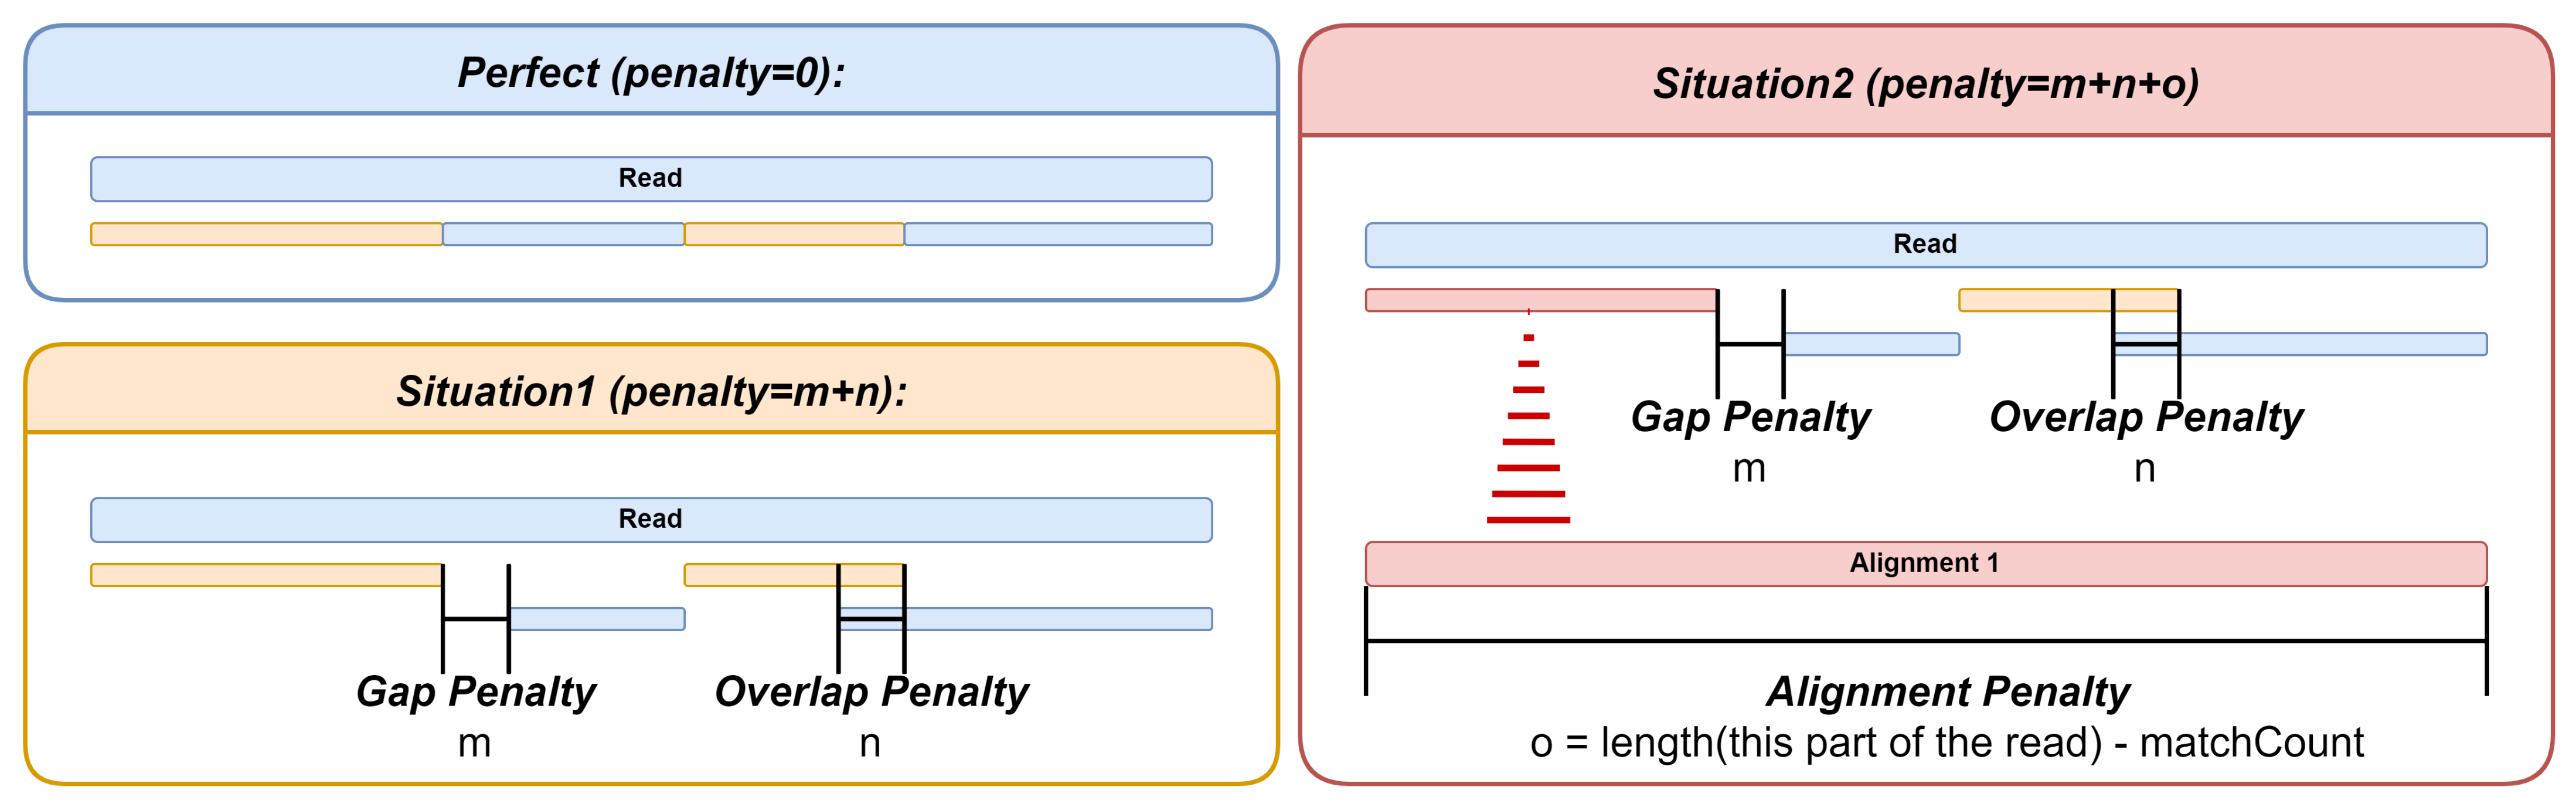 Perfect (penalty=0):
Read
Situation1 (penalty=m+n):
Read
Gap Penalty
m
Overlap Penalty
n
Situation2 (penalty=m+n+o)
Read
Gap Penalty
m
Overlap Penalty
n
Alignment 1
Alignment Penalty
o = length(this part of the read) - matchCount